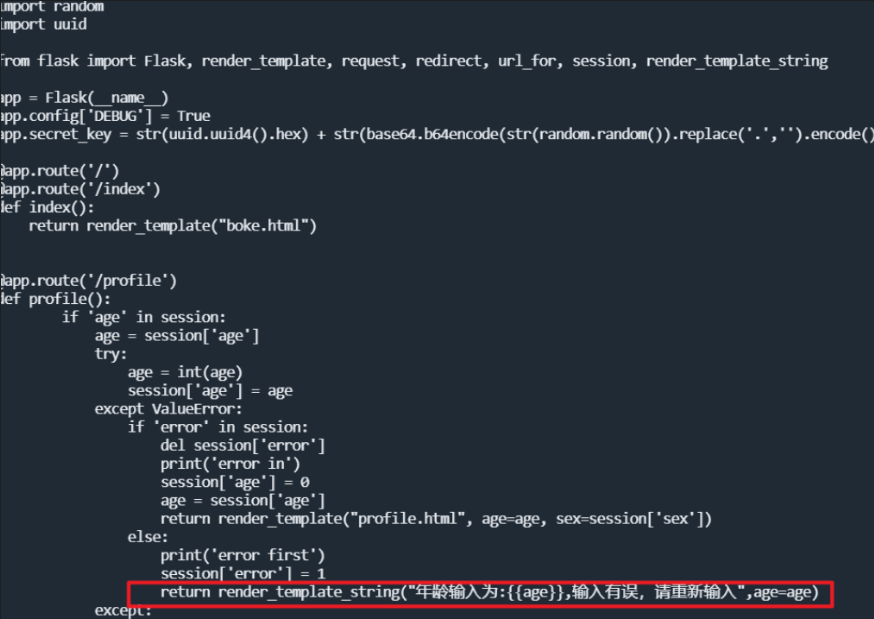 import random
import uuid
from flask import Flask, render_template, request, redirect, url_for, session, render_template_string
app = Flask(__name__)
app.config['DEBUG'] = True
app.secret_key = str(uuid.uuid4().hex) + str(base64.b64encode(str(random.random()).replace('.','').encode()
@app.route('/')
@app.route('/index')
def index():
return render_template("boke.html")
@app.route('/profile')
def profile():
if 'age' in session:
age = session['age']
try:
age = int(age)
session['age'] = age
except ValueError:
if 'error' in session:
del session['error']
print('error in')
session['age'] = 0
age = session['age']
return render_template("profile.html", age=age, sex=session['sex'])
else:
print('error first')
session['error'] = 1
return render_template_string("年龄输入为:{{age}},输入有误, 请重新输入",age=age)
except: